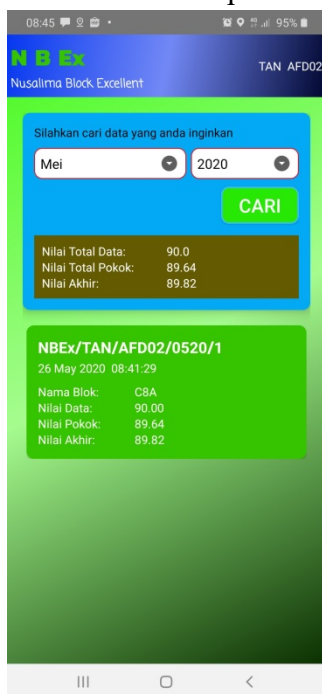 08:45 95%
N B Ex
Nusalima Block Excellent
TAN AFD02
Silahkan cari data yang anda inginkan
Mei 2020
CARI
Nilai Total Data: 90.0
Nilai Total Pokok: 89.64
Nilai Akhir: 89.82
NBEx/TAN/AFD02/0520/1
26 May 2020 08:41:29
Nama Blok: C8A
Nilai Data: 90.00
Nilai Pokok: 89.64
Nilai Akhir: 89.82